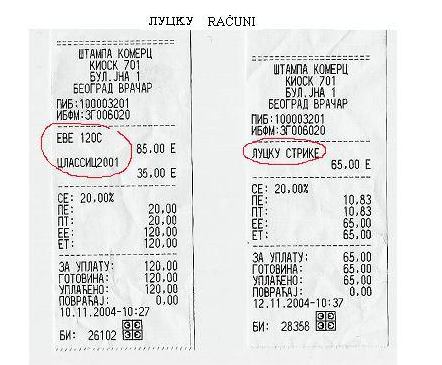 ЛУЦКУ RAČUNI
ШТАМПА КОМЕРЦ
КИОСК 701
БУЛ.ЈНА 1
БЕОГРАД ВРАЧАР
ПИБ:100003201
ИБФМ:ЗГ006020
ЕВЕ 120С
85.00 Е
ЦЛАССИЦ2001
35.00 Е
СЕ: 20.00%
ПЕ: 20.00
ПТ: 20.00
ЕЕ: 120.00
ЕТ: 120.00
ЗА УПЛАТУ: 120.00
ГОТОВИНА: 120.00
УПЛАЋЕНО: 120.00
ПОВРАЋАЈ: 0.00
10.11.2004-10:27
БИ: 26102
ШТАМПА КОМЕРЦ
КИОСК 701
БУЛ.ЈНА 1
БЕОГРАД ВРАЧАР
ПИБ:100003201
ИБФМ:ЗГ006020
ЛУЦКУ СТРИКЕ
65.00 Е
СЕ: 20.00%
ПЕ: 10.83
ПТ: 10.83
ЕЕ: 65.00
ЕТ: 65.00
ЗА УПЛАТУ: 65.00
ГОТОВИНА: 65.00
УПЛАЋЕНО: 65.00
ПОВРАЋАЈ: 0.00
12.11.2004-10:37
БИ: 28358